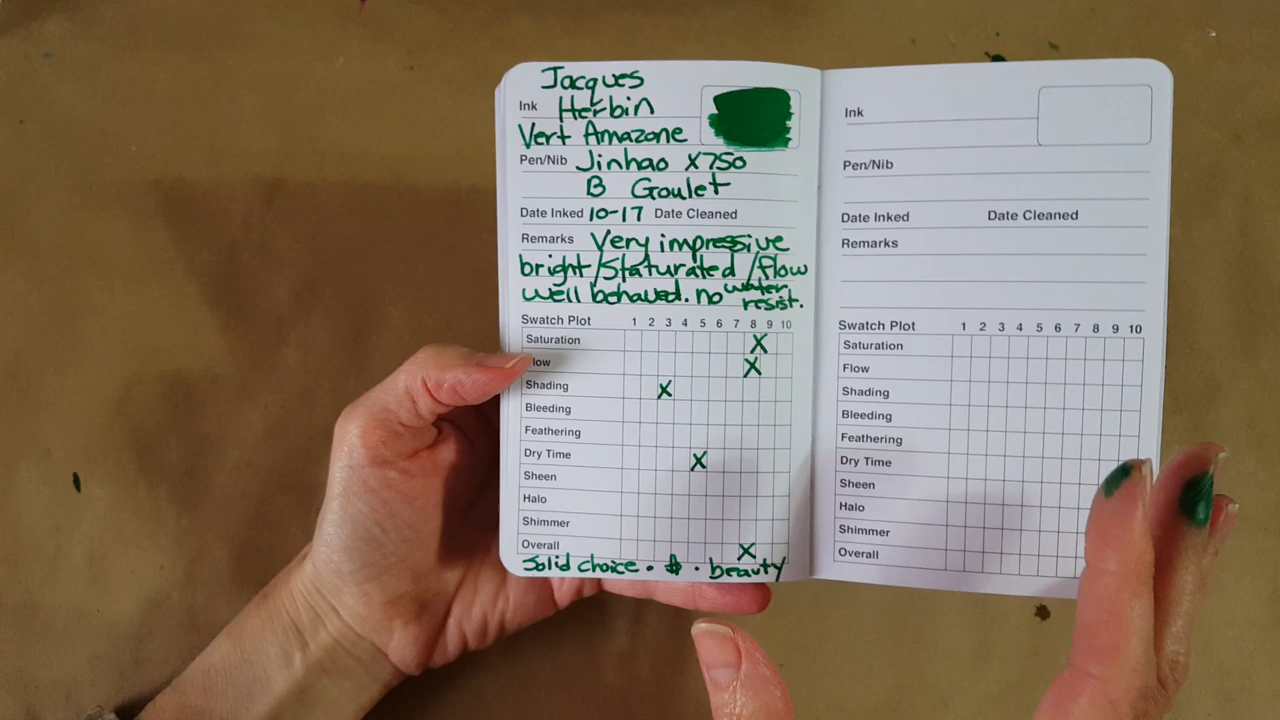 Jacques
Ink Herbin
Vert Amazone
Pen/Nib Jinhao X750
B Goulet
Date Inked 10-17 Date Cleaned
Remarks Very impressive
bright/Staturated/flow
well behaved. no water
resist.
Swatch Plot 1 2 3 4 5 6 7 8 9 10
Saturation X
low X
Shading X
Bleeding
Feathering
Dry Time X
Sheen
Halo
Shimmer
Overall X
Solid choice . $ . beauty
Ink
Pen/Nib
Date Inked Date Cleaned
Remarks
Swatch Plot 1 2 3 4 5 6 7 8 9 10
Saturation
Flow
Shading
Bleeding
Feathering
Dry Time
Sheen
Halo
Shimmer
Overall